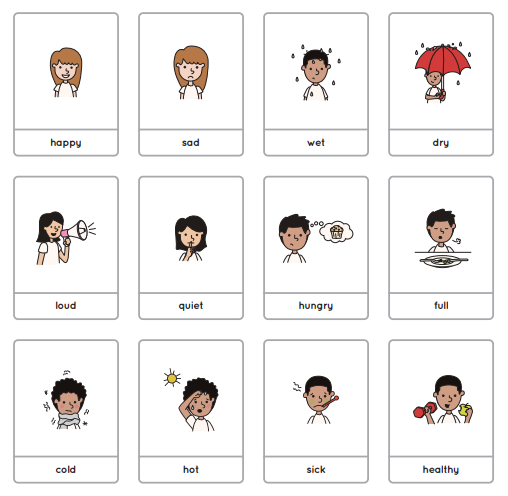 happy
sad
wet
dry
loud
quiet
hungry
full
cold
hot
sick
healthy